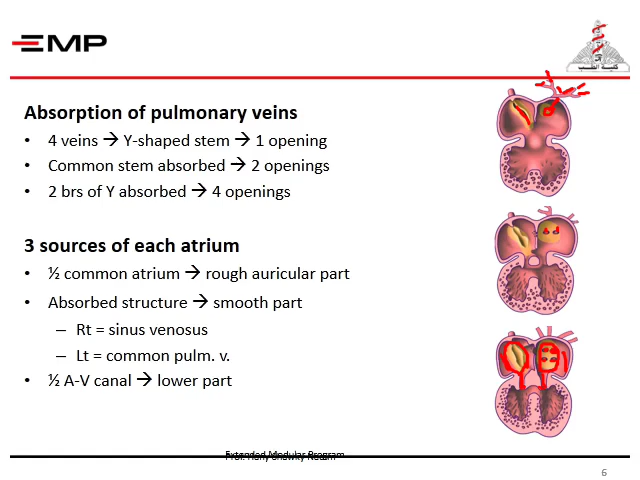 EMP
كلية الطب
Absorption of pulmonary veins
• 4 veins → Y-shaped stem → 1 opening
• Common stem absorbed → 2 openings
• 2 brs of Y absorbed → 4 openings
3 sources of each atrium
• ½ common atrium → rough auricular part
• Absorbed structure → smooth part
– Rt = sinus venosus
– Lt = common pulm. v.
• ½ A-V canal → lower part
6